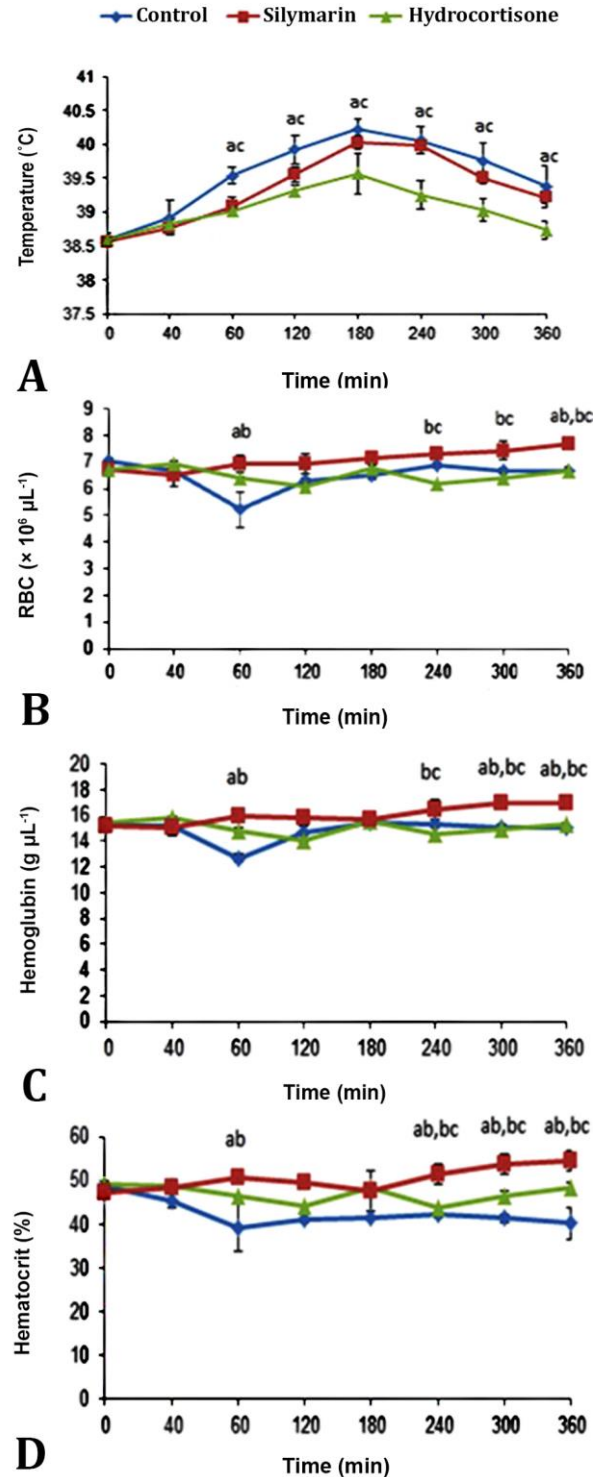 Control Silymarin Hydrocortisone
41
40.5
40
39.5
39
38.5
38
37.5
Temperature (˚C)
ac ac ac ac ac ac
0 40 60 120 180 240 300 360
Time (min)
A
9
8
7
6
5
4
3
2
1
0
RBC (× 10⁶ µL⁻¹)
ab bc bc ab,bc
0 40 60 120 180 240 300 360
Time (min)
B
20
18
16
14
12
10
8
6
4
2
0
Hemoglubin (g µL⁻¹)
ab bc ab,bc ab,bc
0 40 60 120 180 240 300 360
Time (min)
C
60
50
40
30
20
10
0
Hematocrit (%)
ab ab,bc ab,bc ab,bc
0 40 60 120 180 240 300 360
Time (min)
D